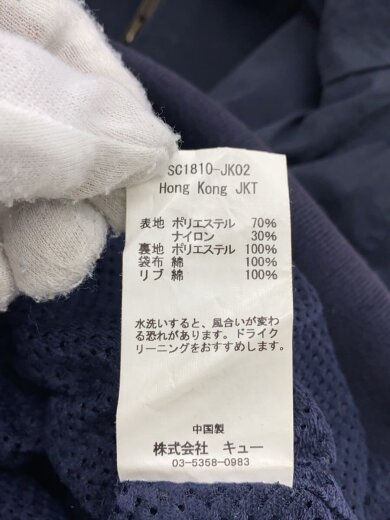 SC1810-JK02
Hong Kong JKT
表地 ポリエステル 70%
ナイロン 30%
裏地 ポリエステル 100%
袋布 綿 100%
リブ 綿 100%
水洗いすると、風合いが変わ
る恐れがあります。ドライク
リーニングをおすすめします。
中国製
株式会社 キュー
03-5358-0983